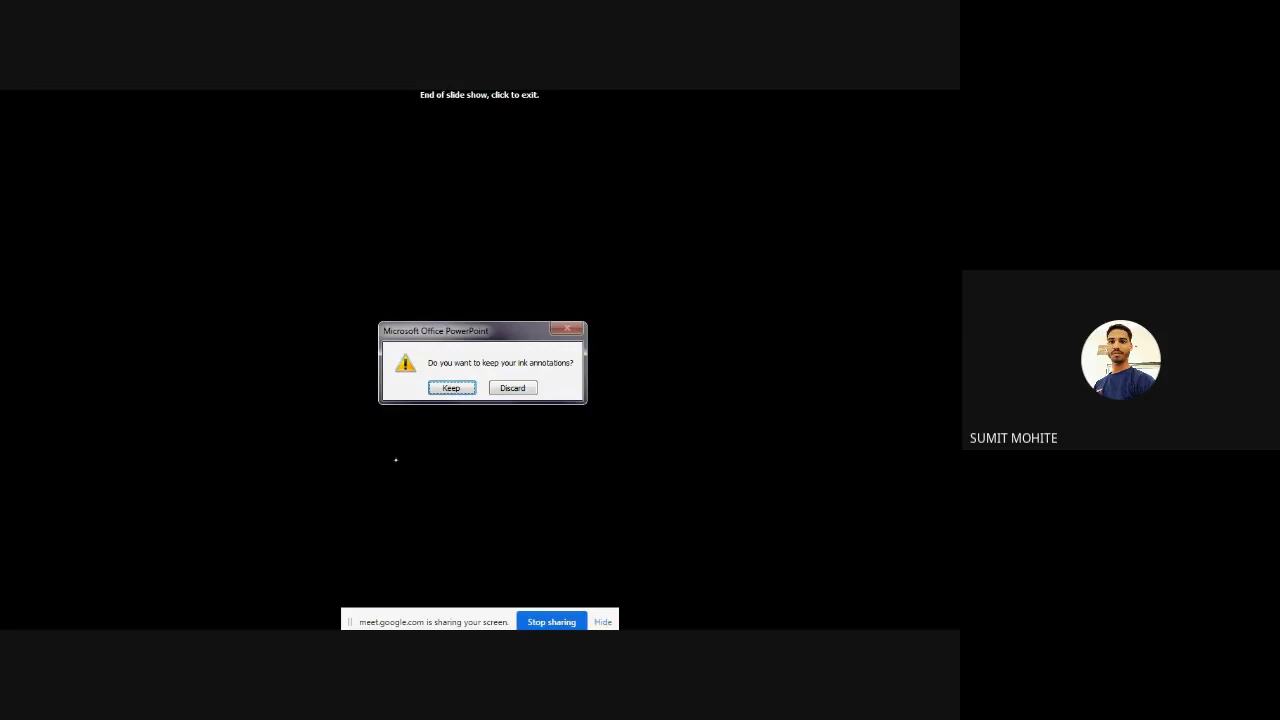 End of slide show, click to exit.
Microsoft Office PowerPoint
Do you want to keep your ink annotations?
Keep Discard
SUMIT MOHITE
meet.google.com is sharing your screen. Stop sharing Hide